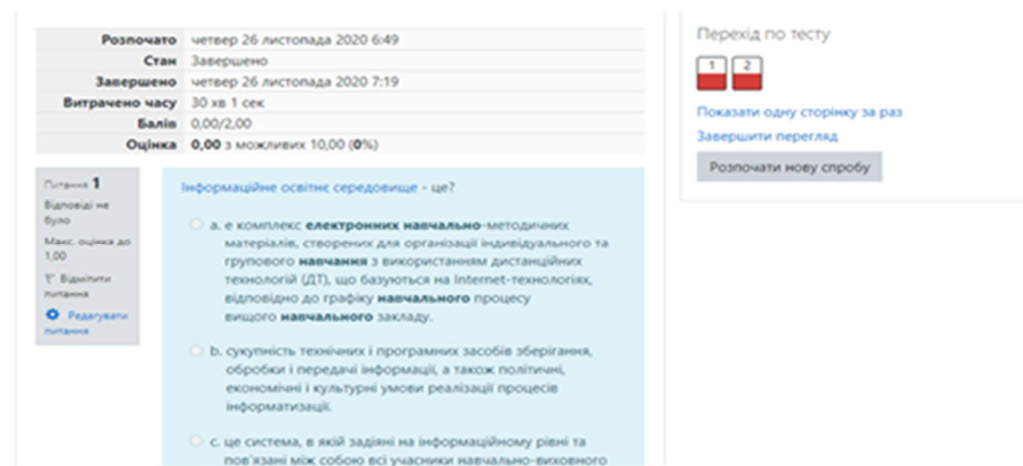 Розпочато четвер 26 листопада 2020 6:49
Стан Завершено
Завершено четвер 26 листопада 2020 7:19
Витрачено часу 30 хв 1 сек
Балів 0,00/2,00
Оцінка 0,00 з можливих 10,00 (0%)
Питання 1
Відповіді не
було
Макс. оцінка до
1,00
Відмітити
питання
Редагувати
питання
Інформаційне освітнє середовище - це?
a. е комплекс електронних навчально-методичних
матеріалів, створених для організації індивідуального та
групового навчання з використанням дистанційних
технологій (ДТ), що базуються на Internet-технологіях,
відповідно до графіку навчального процесу
вищого навчального закладу.
b. сукупність технічних і програмних засобів зберігання,
обробки і передачі інформації, а також політичні,
економічні і культурні умови реалізації процесів
інформатизації.
c. це система, в якій задіяні на інформаційному рівні та
пов'язані між собою всі учасники навчально-виховного
Перехід по тесту
1 2
Показати одну сторінку за раз
Завершити перегляд
Розпочати нову спробу